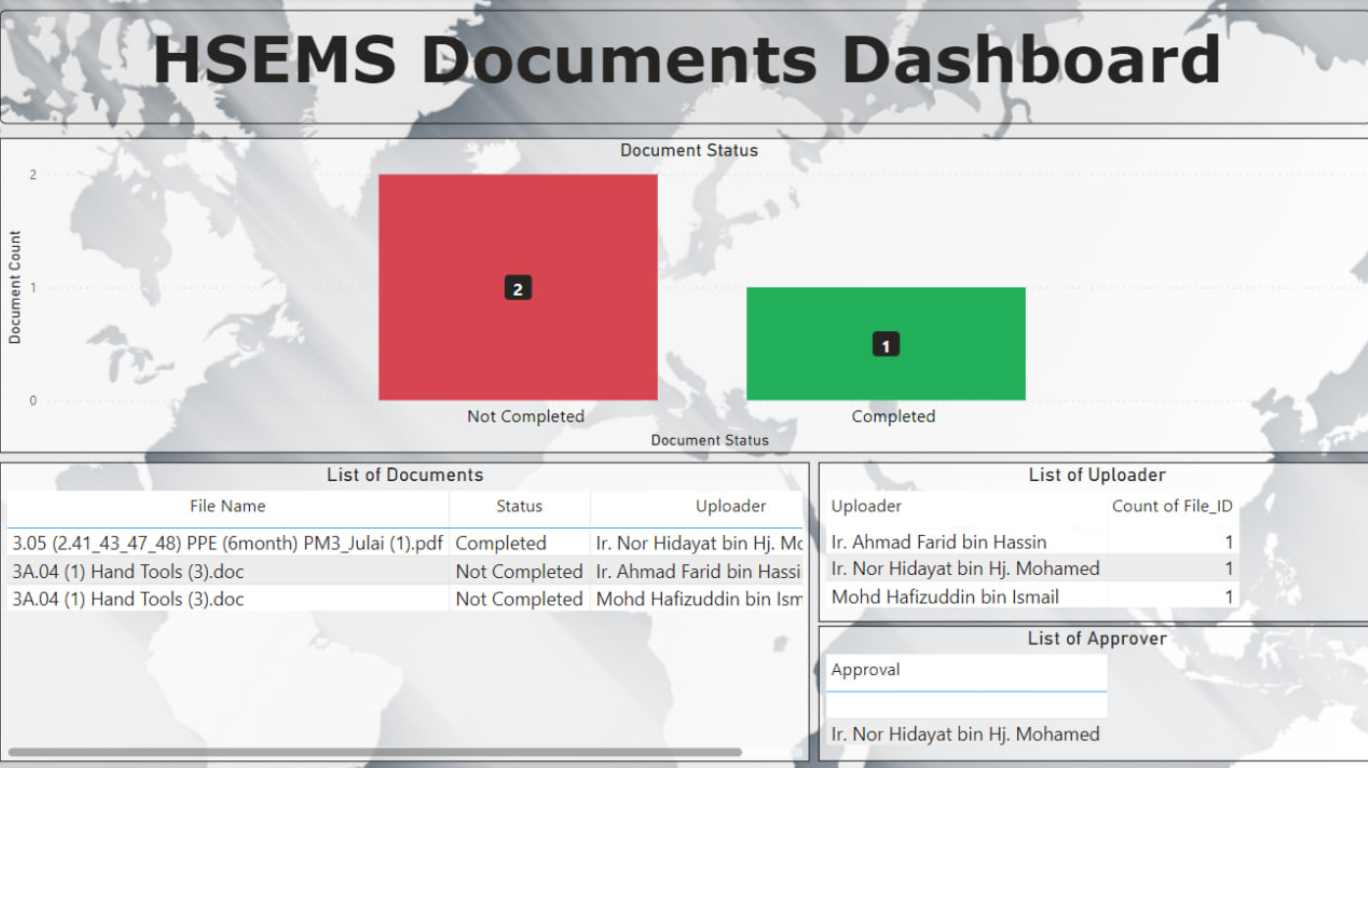 HSEMS Documents Dashboard
Document Status
2
1
0
Document Count
2
1
Not Completed
Completed
Document Status
List of Documents
File Name Status Uploader
3.05 (2.41_43_47_48) PPE (6month) PM3_Julai (1).pdf Completed Ir. Nor Hidayat bin Hj. Mo
3A.04 (1) Hand Tools (3).doc Not Completed Ir. Ahmad Farid bin Hassi
3A.04 (1) Hand Tools (3).doc Not Completed Mohd Hafizuddin bin Ism
List of Uploader
Uploader Count of File_ID
Ir. Ahmad Farid bin Hassin 1
Ir. Nor Hidayat bin Hj. Mohamed 1
Mohd Hafizuddin bin Ismail 1
List of Approver
Approval
Ir. Nor Hidayat bin Hj. Mohamed